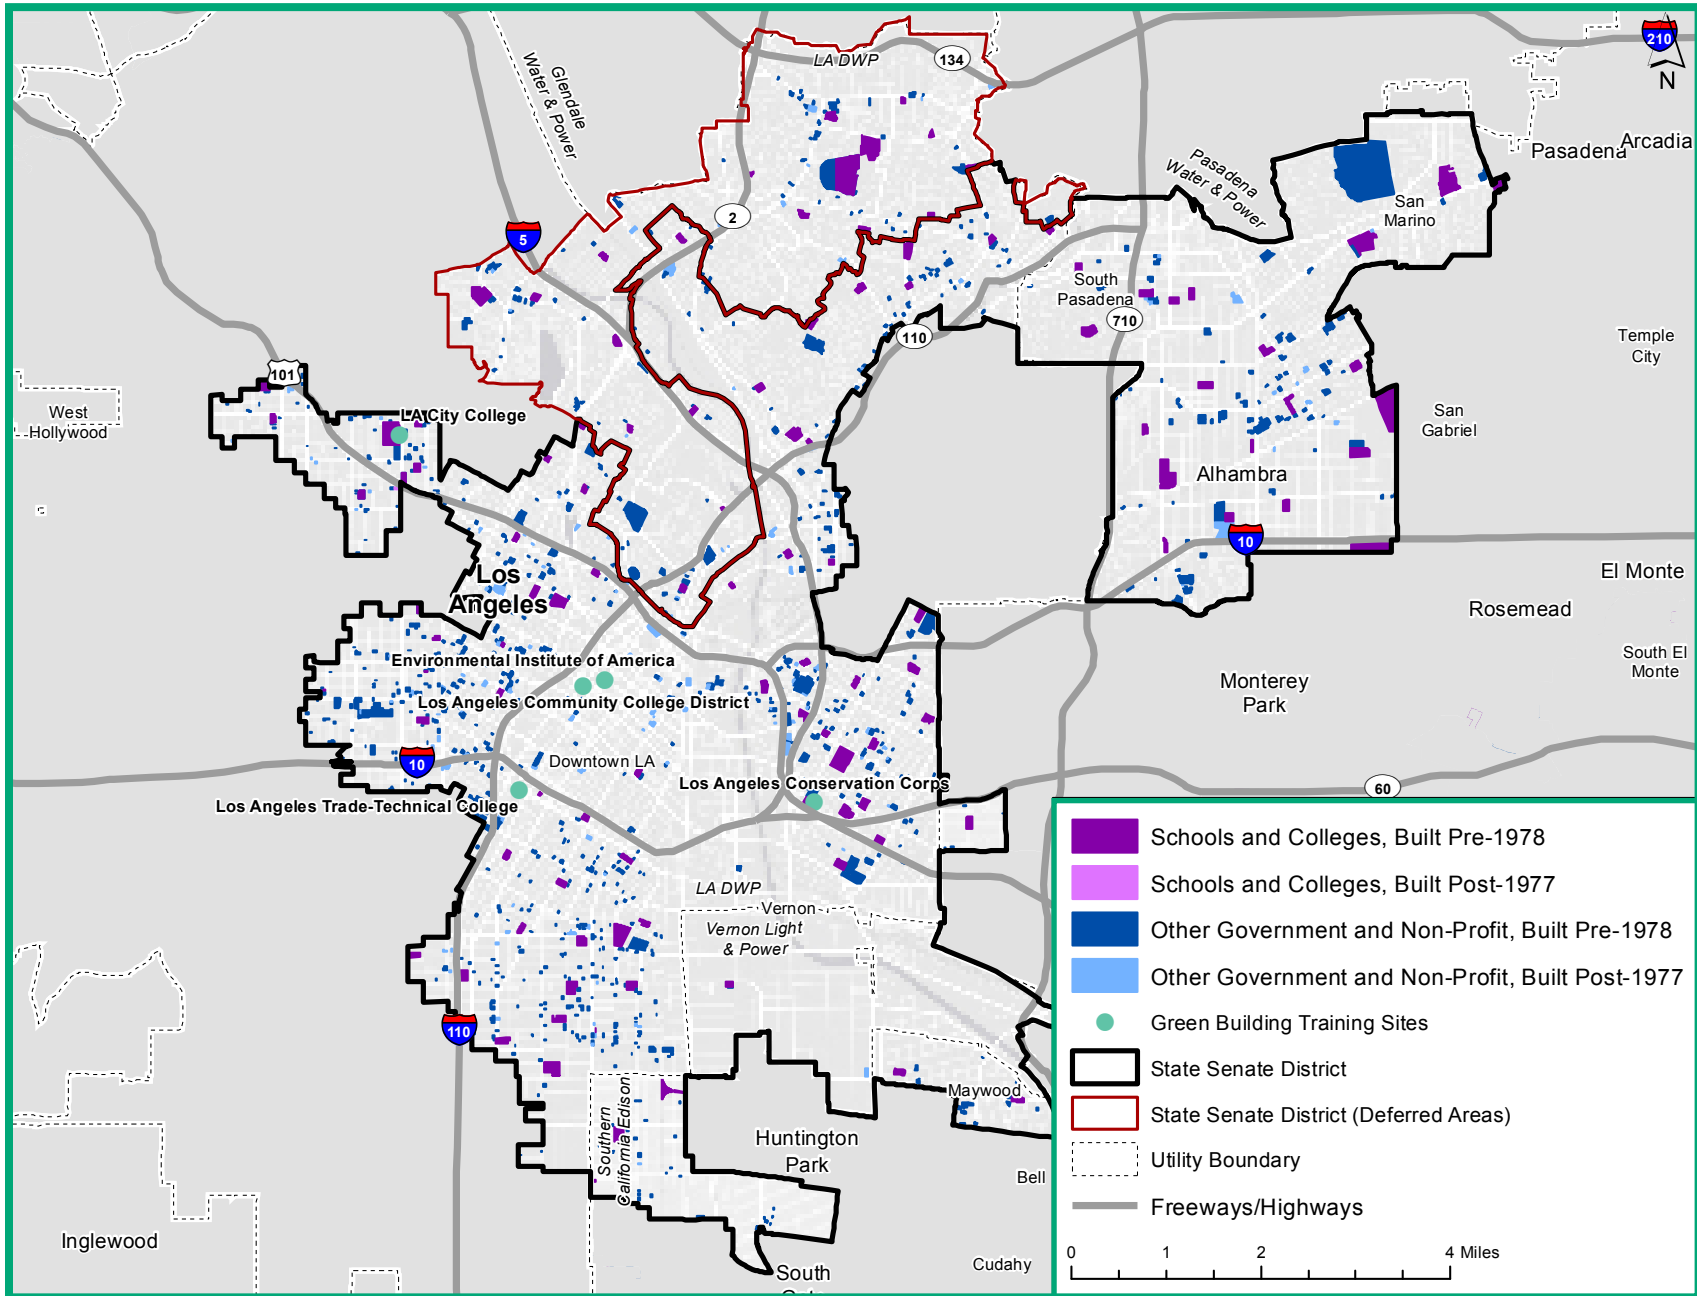 210
N
LA DWP
134
Glendale
Water & Power
Pasadena
Arcadia
Pasadena
Water & Power
San
Marino
2
5
South
Pasadena
710
110
Temple
City
101
West
Hollywood
LA City College
San
Gabriel
Alhambra
10
Los
Angeles
El Monte
Rosemead
South El
Monte
Environmental Institute of America
Los Angeles Community College District
Monterey
Park
10
Downtown LA
Los Angeles Conservation Corps
60
Los Angeles Trade-Technical College
LA DWP
Vernon
Vernon Light
& Power
110
Maywood
Southern
California Edison
Huntington
Park
Bell
Inglewood
Cudahy
South
Schools and Colleges, Built Pre-1978
Schools and Colleges, Built Post-1977
Other Government and Non-Profit, Built Pre-1978
Other Government and Non-Profit, Built Post-1977
Green Building Training Sites
State Senate District
State Senate District (Deferred Areas)
Utility Boundary
Freeways/Highways
0 1 2 4 Miles